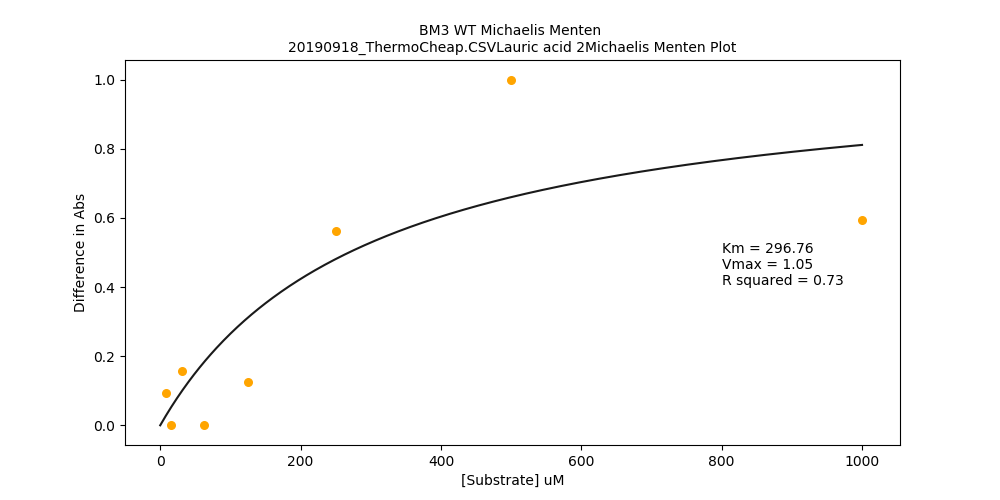 BM3 WT Michaelis Menten
20190918_ThermoCheap.CSVLauric acid 2Michaelis Menten Plot
1.0
0.8
0.6
0.4
0.2
0.0
Difference in Abs
Km = 296.76
Vmax = 1.05
R squared = 0.73
0 200 400 600 800 1000
[Substrate] uM